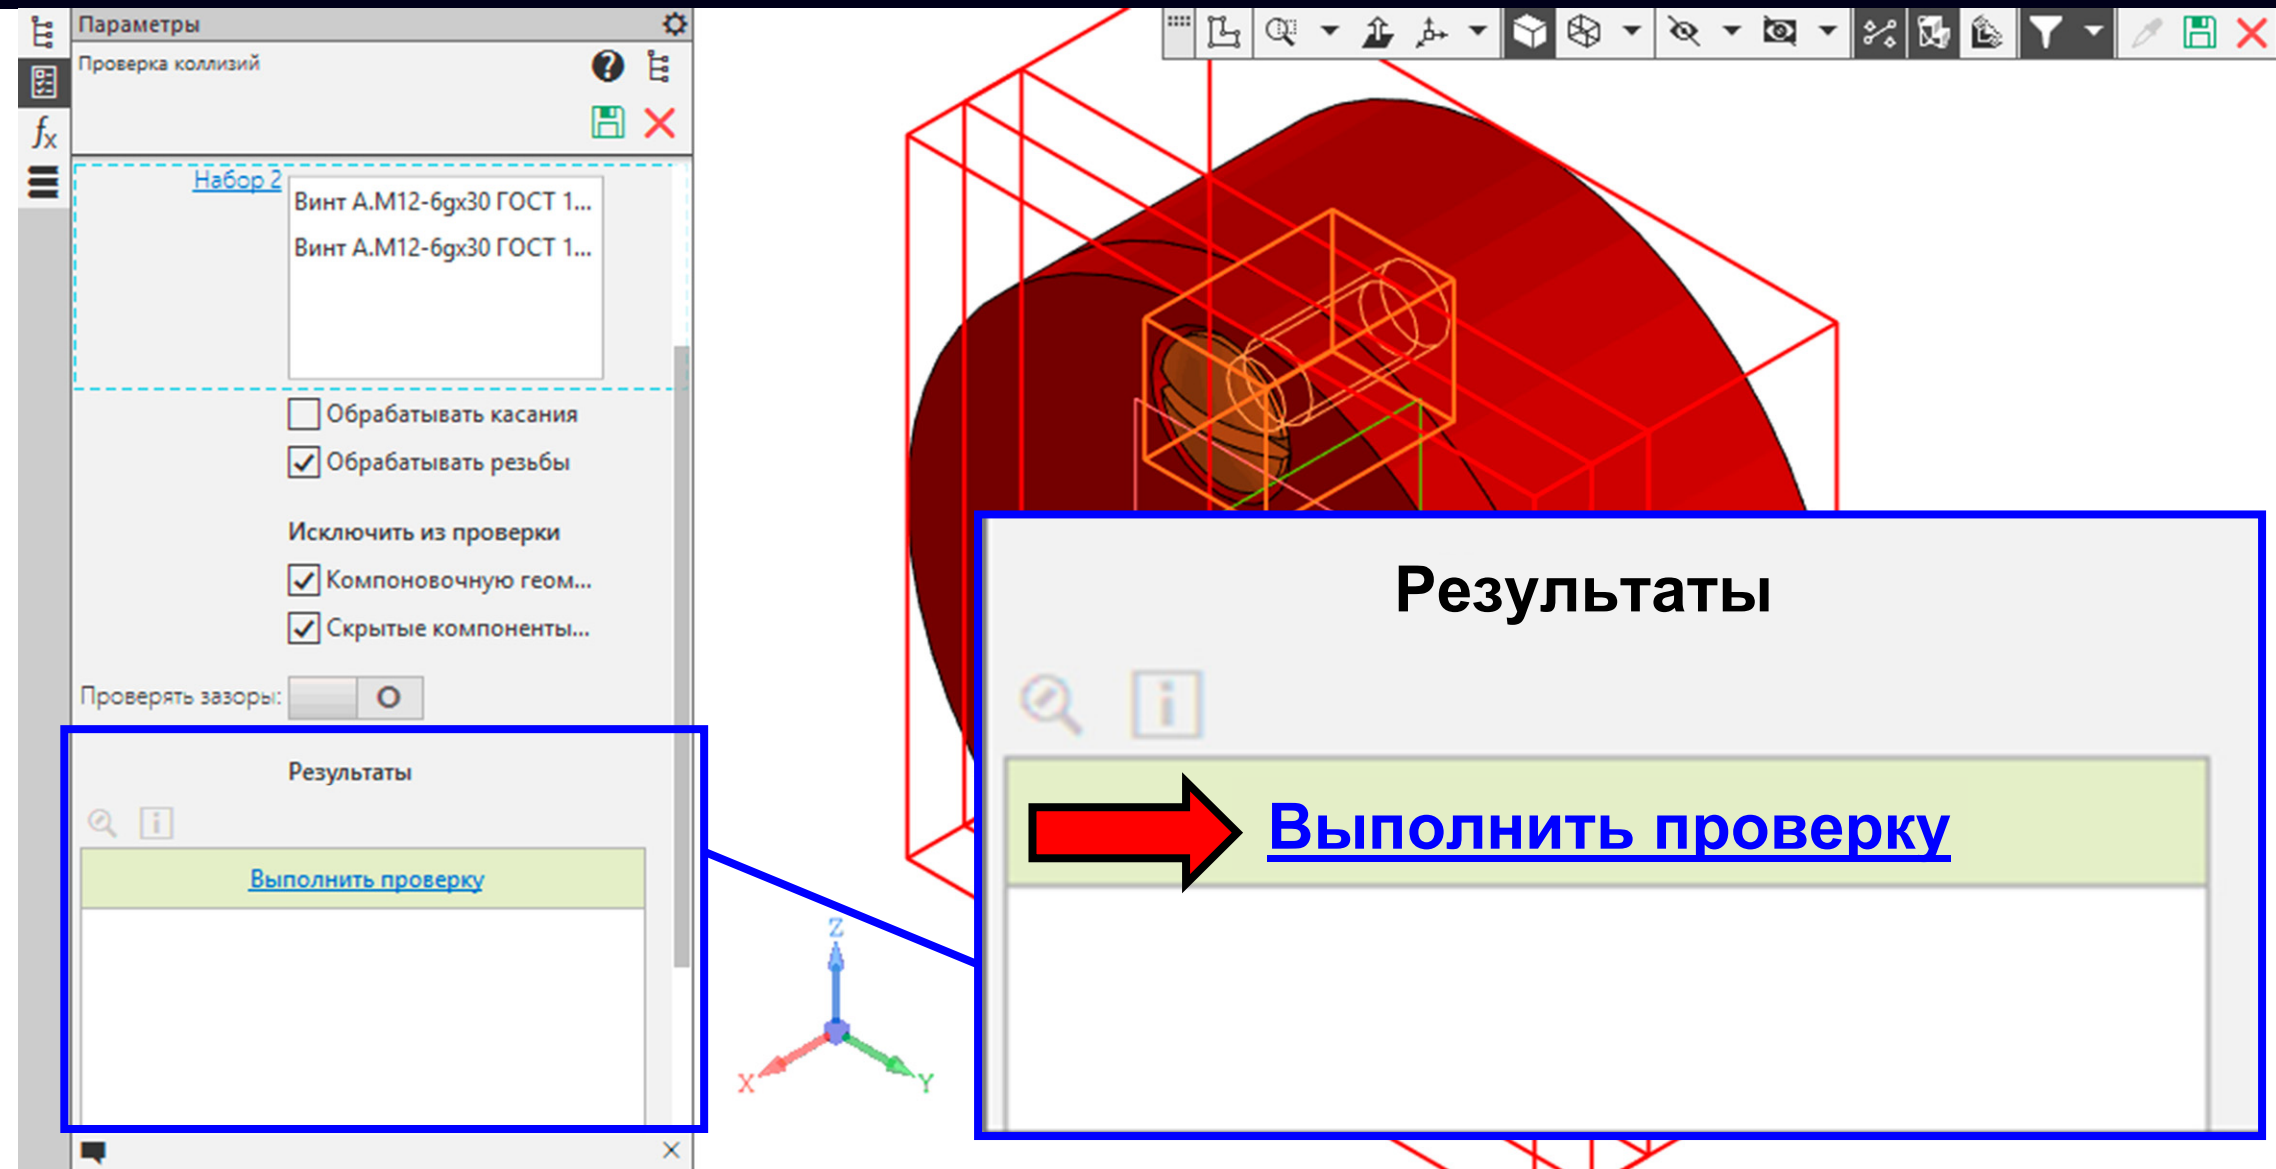 Параметры
Проверка коллизий
fx
Набор 2
Винт А.М12-6gx30 ГОСТ 1...
Винт А.М12-6gx30 ГОСТ 1...
Обрабатывать касания
Обрабатывать резьбы
Исключить из проверки
Компоновочную геом...
Скрытые компоненты...
Проверять зазоры:
Результаты
Выполнить проверку
Z
X
Y
Результаты
Выполнить проверку